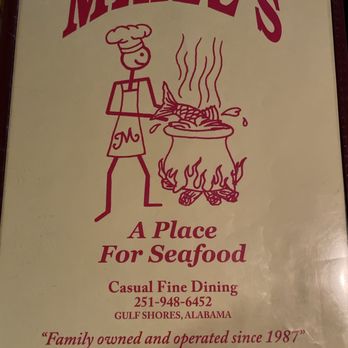 M
A Place
For Seafood
Casual Fine Dining
251-948-6452
GULF SHORES, ALABAMA
"Family owned and operated since 1987"